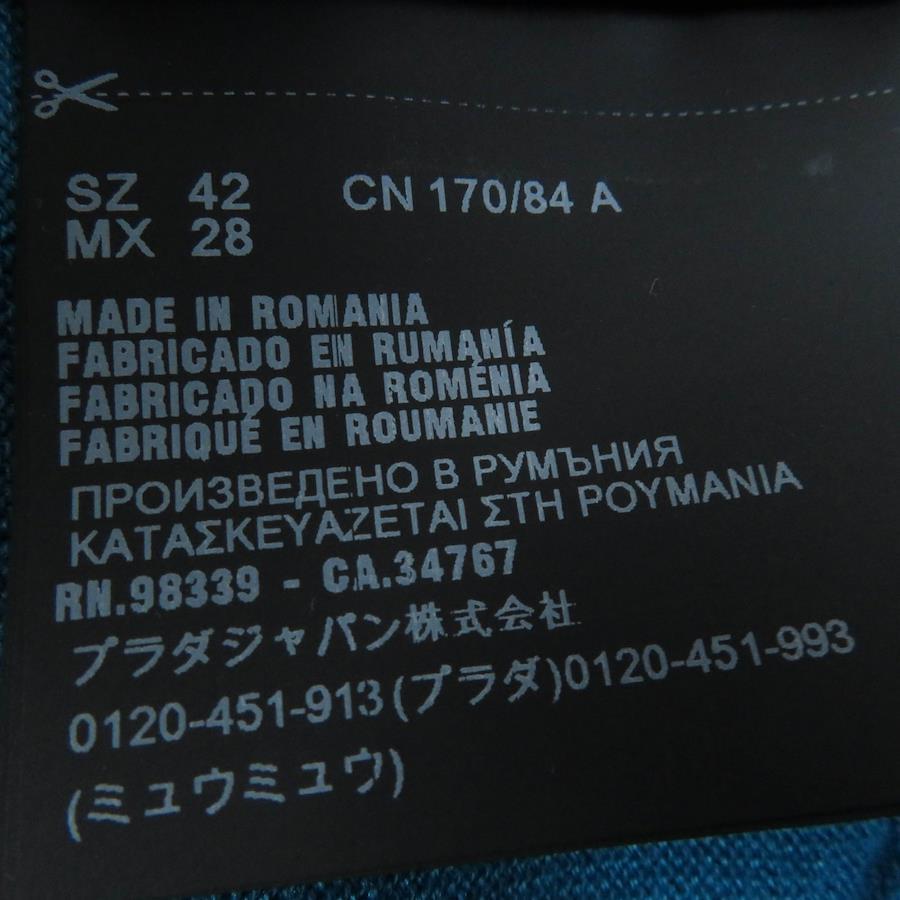 SZ 42 CN 170/84 A
MX 28
MADE IN ROMANIA
FABRICADO EN RUMANÍA
FABRICADO NA ROMÉNIA
FABRIQUÉ EN ROUMANIE
ПРОИЗВЕДЕНО В РУМЪНИЯ
ΚΑΤΑΣΚΕΥΑΖΕΤΑΙ ΣΤΗ ΡΟΥΜΑΝΙΑ
RN.98339 - CA.34767
プラダジャパン株式会社
0120-451-913(プラダ)0120-451-993
(ミュウミュウ)